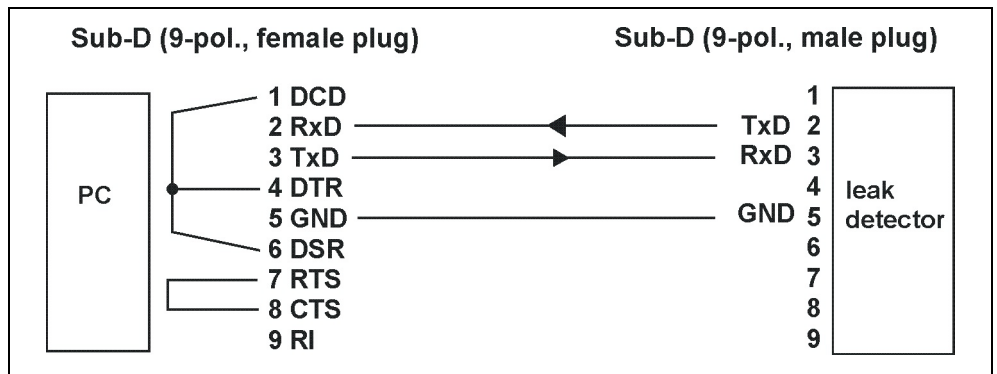 Sub-D (9-pol., female plug)
Sub-D (9-pol., male plug)
PC
1 DCD
2 RxD
3 TxD
4 DTR
5 GND
6 DSR
7 RTS
8 CTS
9 RI
1
TxD 2
RxD 3
4
GND 5
6
7
8
9
leak
detector